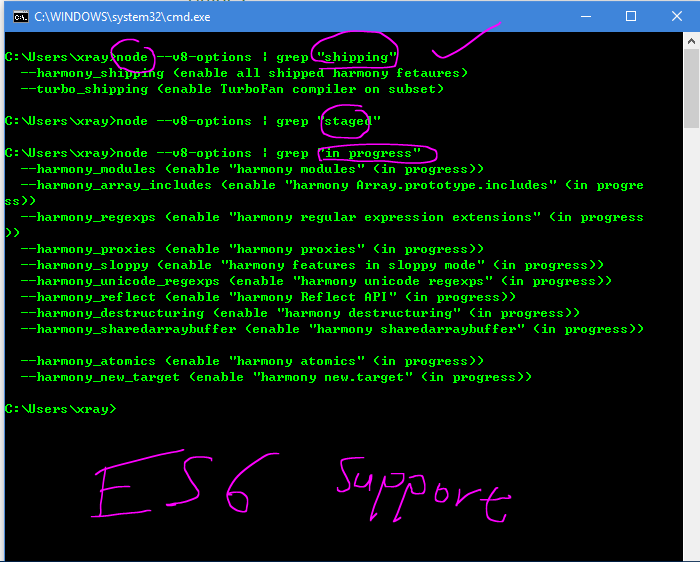 C:\WINDOWS\system32\cmd.exe
C:\Users\xray>node --v8-options | grep "shipping"
--harmony_shipping (enable all shipped harmony fetaures)
--turbo_shipping (enable TurboFan compiler on subset)
C:\Users\xray>node --v8-options | grep "staged"
C:\Users\xray>node --v8-options | grep "in progress"
--harmony_modules (enable "harmony modules" (in progress))
--harmony_array_includes (enable "harmony Array.prototype.includes" (in progre
ss))
--harmony_regexps (enable "harmony regular expression extensions" (in progress
))
--harmony_proxies (enable "harmony proxies" (in progress))
--harmony_sloppy (enable "harmony features in sloppy mode" (in progress))
--harmony_unicode_regexps (enable "harmony unicode regexps" (in progress))
--harmony_reflect (enable "harmony Reflect API" (in progress))
--harmony_destructuring (enable "harmony destructuring" (in progress))
--harmony_sharedarraybuffer (enable "harmony sharedarraybuffer" (in progress))
--harmony_atomics (enable "harmony atomics" (in progress))
--harmony_new_target (enable "harmony new.target" (in progress))
C:\Users\xray>
ES6 Support